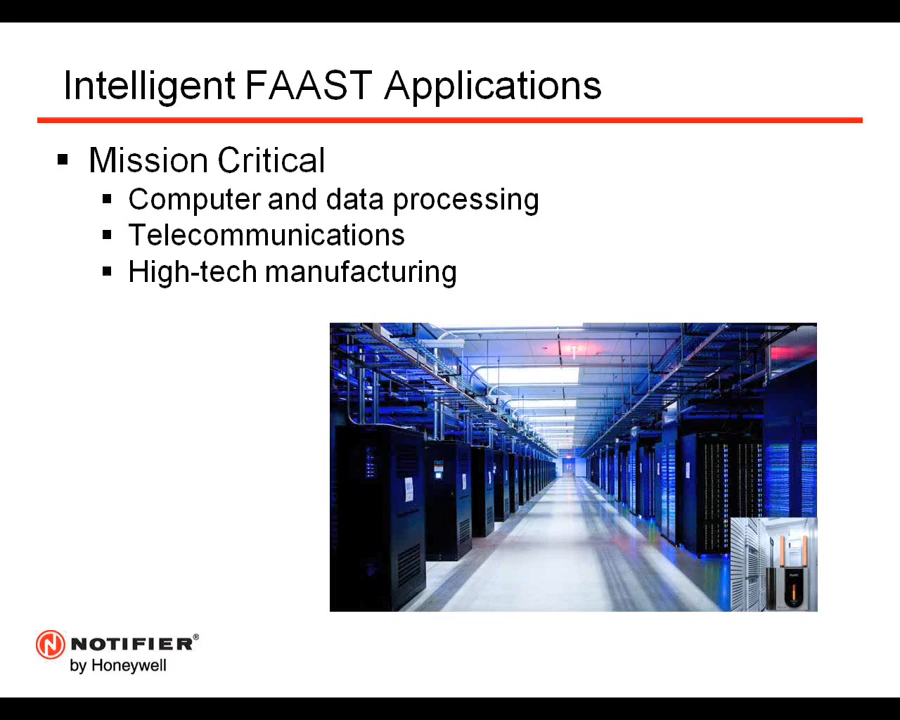 Intelligent FAAST Applications
▪ Mission Critical
▪ Computer and data processing
▪ Telecommunications
▪ High-tech manufacturing
NOTIFIER®
by Honeywell